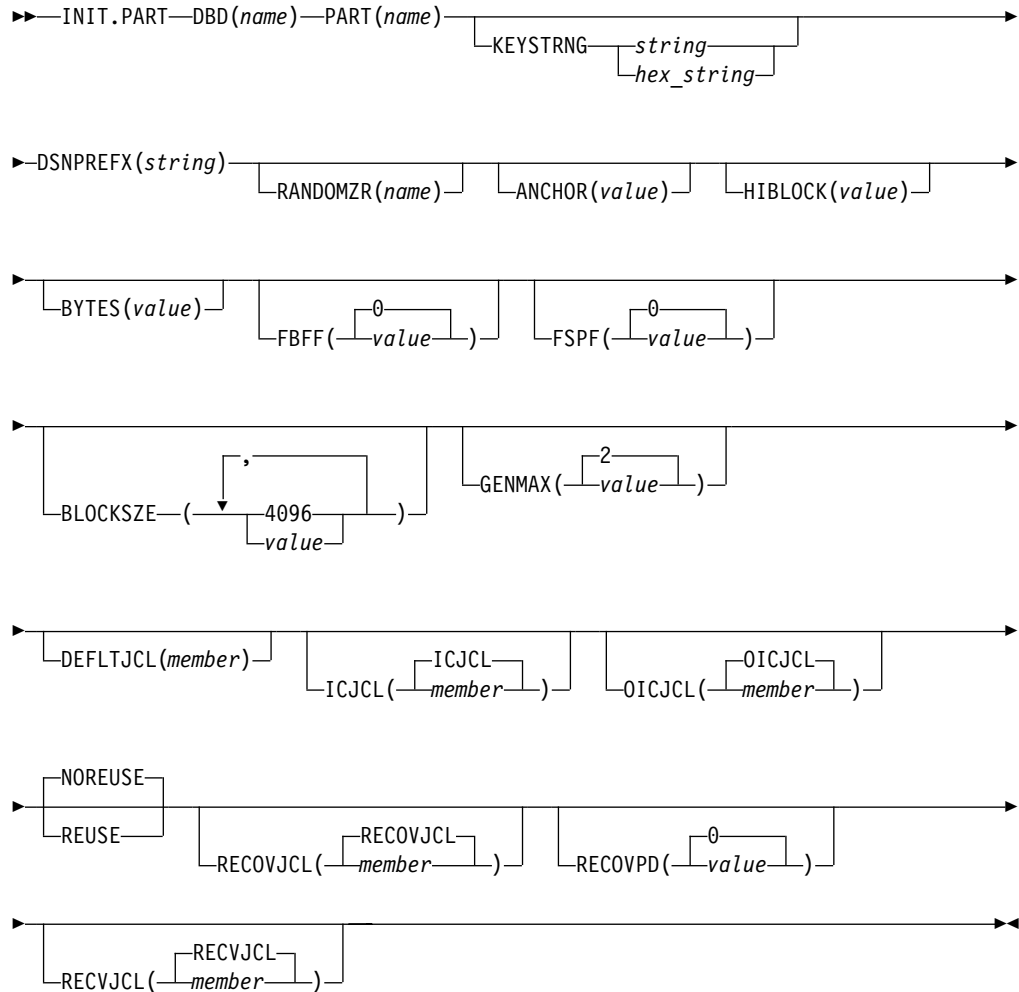 INIT.PART DBD(name) PART(name)
KEYSTRNG string
hex_string
DSNPREFX(string)
RANDOMZR(name) ANCHOR(value) HIBLOCK(value)
BYTES(value)
0
FBFF( value )
0
FSPF( value )
,
BLOCKSZE ( 4096 )
value
2
GENMAX( value )
DEFLTJCL(member)
ICJCL
ICJCL( member )
OICJCL
OICJCL( member )
NOREUSE
REUSE
RECOVJCL
RECOVJCL( member )
0
RECOVPD( value )
RECVJCL
RECVJCL( member )